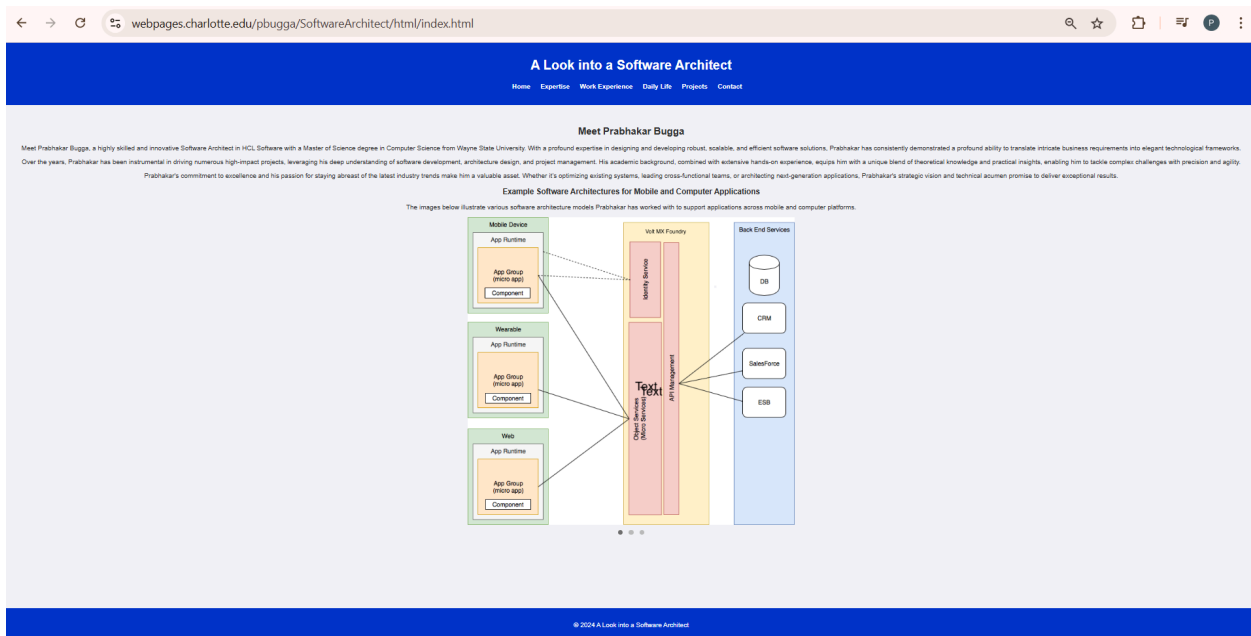 webpages.charlotte.edu/pbugga/SoftwareArchitect/html/index.html
P
A Look into a Software Architect
Home Expertise Work Experience Daily Life Projects Contact
Meet Prabhakar Bugga
Meet Prabhakar Bugga, a highly skilled and innovative Software Architect in HCL Software with a Master of Science degree in Computer Science from Wayne State University. With a profound expertise in designing and developing robust, scalable, and efficient software solutions, Prabhakar has consistently demonstrated a profound ability to translate intricate business requirements into elegant technological frameworks.
Over the years, Prabhakar has been instrumental in driving numerous high-impact projects, leveraging his deep understanding of software development, architecture design, and project management. His academic background, combined with extensive hands-on experience, equips him with a unique blend of theoretical knowledge and practical insights, enabling him to tackle complex challenges with precision and agility.
Prabhakar's commitment to excellence and his passion for staying abreast of the latest industry trends make him a valuable asset. Whether it's optimizing existing systems, leading cross-functional teams, or architecting next-generation applications, Prabhakar's strategic vision and technical acumen promise to deliver exceptional results.
Example Software Architectures for Mobile and Computer Applications
The images below illustrate various software architecture models Prabhakar has worked with to support applications across mobile and computer platforms.
Mobile Device
App Runtime
App Group
(micro app)
Component
Wearable
App Runtime
App Group
(micro app)
Component
Web
App Runtime
App Group
(micro app)
Component
Volt MX Foundry
Identity Service
Text
Text
Object Services
(Micro Services)
API Management
Back End Services
DB
CRM
SalesForce
ESB
© 2024 A Look into a Software Architect